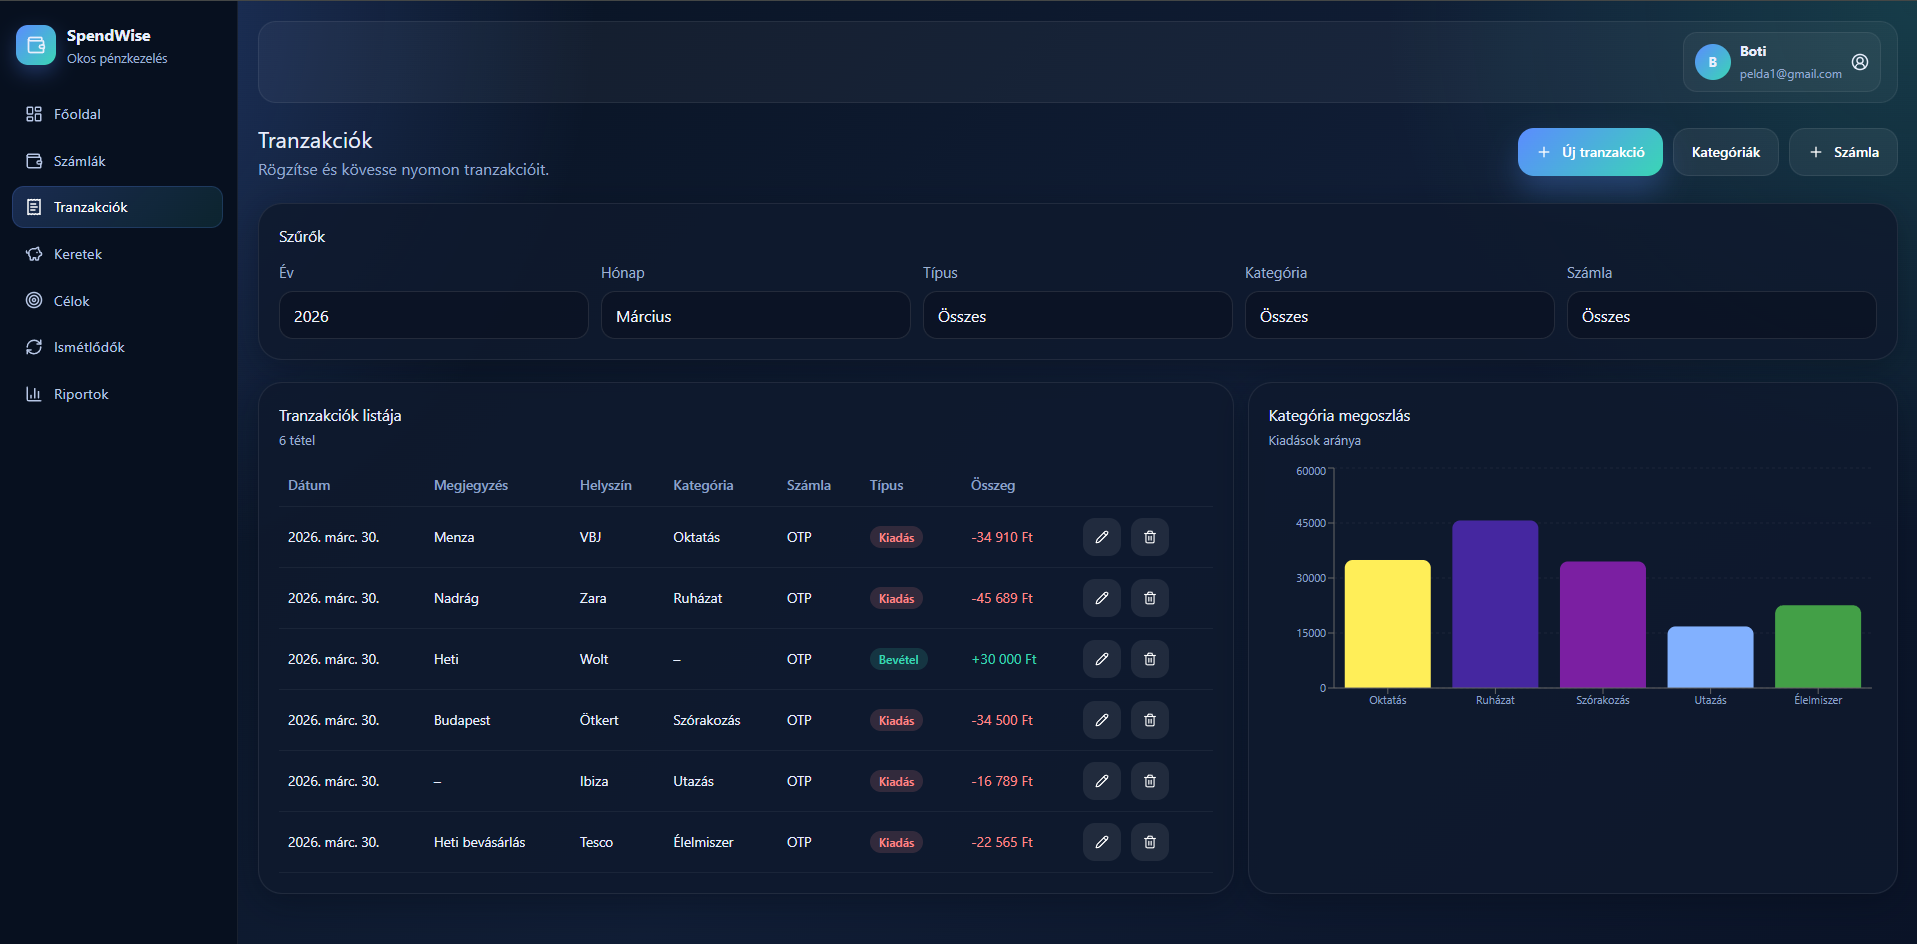 SpendWise
Okos pénzkezelés
Főoldal
Számlák
Tranzakciók
Keretek
Célok
Ismétlődők
Riportok
B
Boti
pelda1@gmail.com
Tranzakciók
Rögzítse és kövesse nyomon tranzakcióit.
+ Új tranzakció
Kategóriák
+ Számla
Szűrők
Év Hónap Típus Kategória Számla
2026 Március Összes Összes Összes
Tranzakciók listája
6 tétel
Dátum Megjegyzés Helyszín Kategória Számla Típus Összeg
2026. márc. 30. Menza VBJ Oktatás OTP Kiadás -34 910 Ft
2026. márc. 30. Nadrág Zara Ruházat OTP Kiadás -45 689 Ft
2026. márc. 30. Heti Wolt – OTP Bevétel +30 000 Ft
2026. márc. 30. Budapest Ötkert Szórakozás OTP Kiadás -34 500 Ft
2026. márc. 30. – Ibiza Utazás OTP Kiadás -16 789 Ft
2026. márc. 30. Heti bevásárlás Tesco Élelmiszer OTP Kiadás -22 565 Ft
Kategória megoszlás
Kiadások aránya
60000
45000
30000
15000
0
Oktatás Ruházat Szórakozás Utazás Élelmiszer